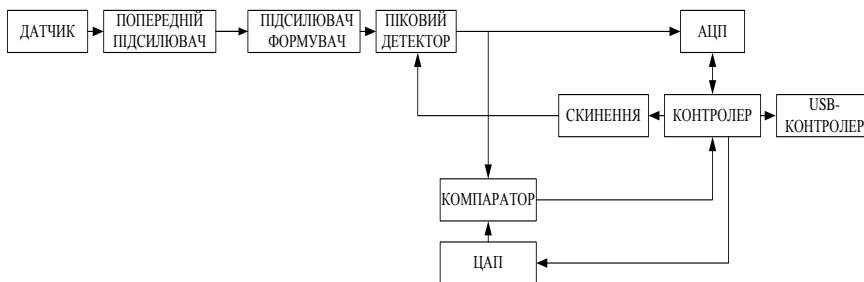 ДАТЧИК
ПОПЕРЕДНІЙ
ПІДСИЛЮВАЧ
ПІДСИЛЮВАЧ
ФОРМУВАЧ
ПІКОВИЙ
ДЕТЕКТОР
АЦП
СКИНЕННЯ
КОНТРОЛЕР
USB-
КОНТРОЛЕР
КОМПАРАТОР
ЦАП